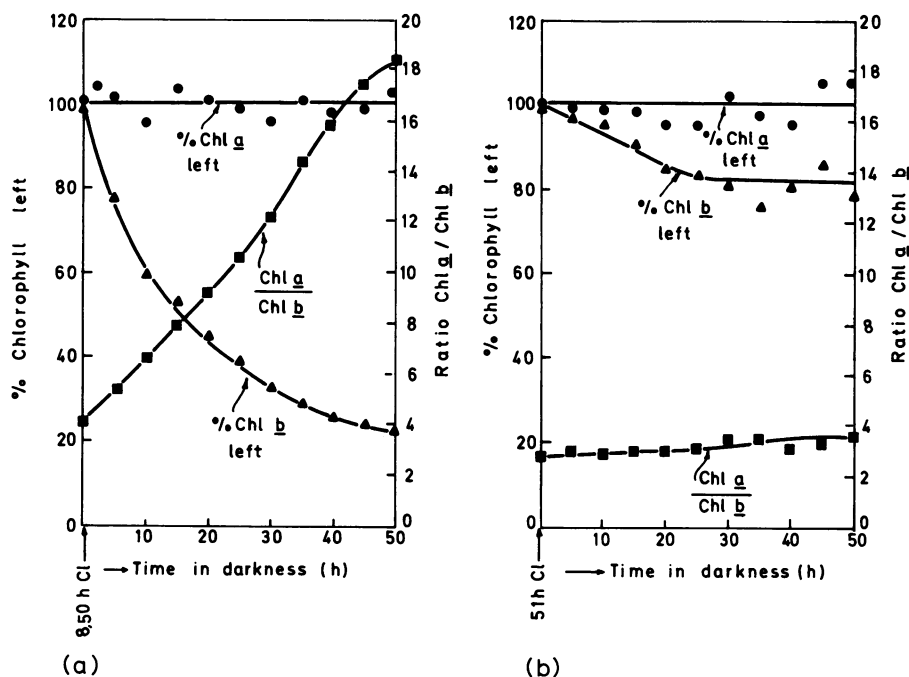 120
100
80
60
40
20
0
% Chlorophyll left
% Chl a
left
Chl a
Chl b
% Chl b
left
20
18
16
14
12
10
8
6
4
2
0
Ratio Chl a / Chl b
10 20 30 40 50
Time in darkness (h)
8,50 h Cl
(a)
120
100
80
60
40
20
0
% Chlorophyll left
% Chl a
left
% Chl b
left
Chl a
Chl b
20
18
16
14
12
10
8
6
4
2
0
Ratio Chl a / Chl b
10 20 30 40 50
Time in darkness (h)
51 h Cl
(b)